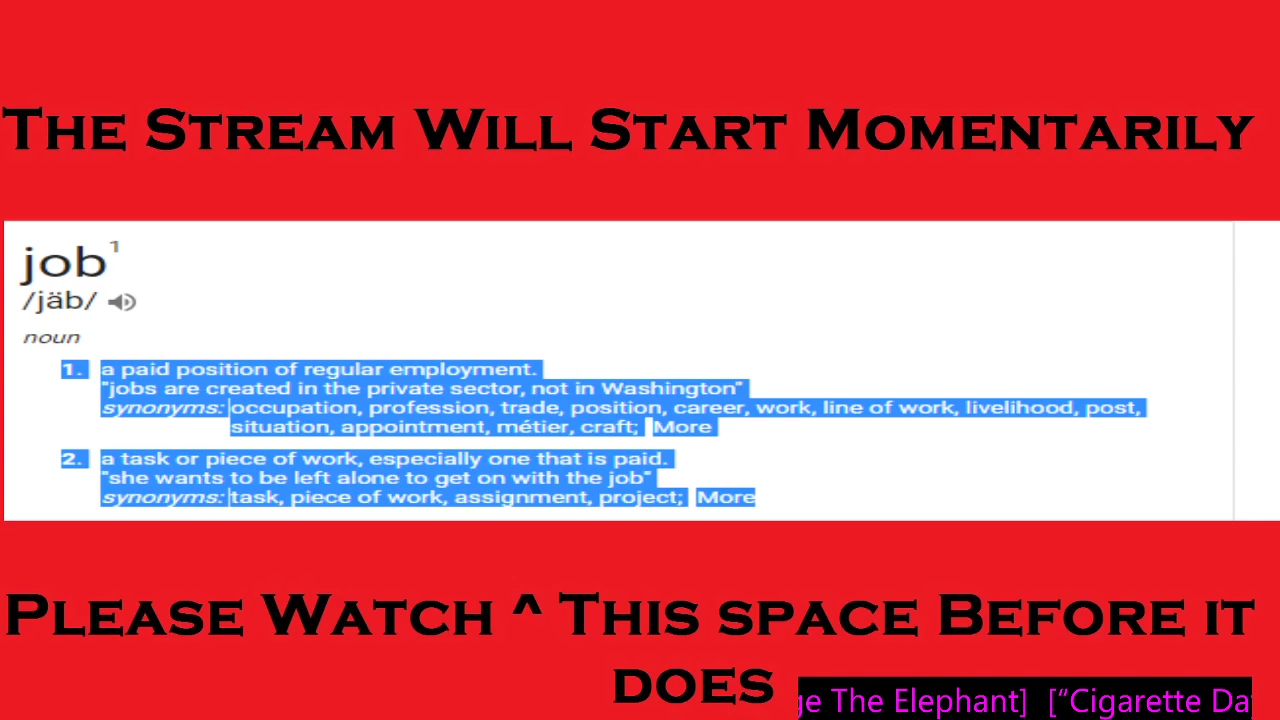 The Stream Will Start Momentarily
job¹
/jäb/
noun
1. a paid position of regular employment.
"jobs are created in the private sector, not in Washington"
synonyms: occupation, profession, trade, position, career, work, line of work, livelihood, post,
situation, appointment, métier, craft; More
2. a task or piece of work, especially one that is paid.
"she wants to be left alone to get on with the job"
synonyms: task, piece of work, assignment, project; More
Please Watch ^ This space Before it
does
The Elephant] ["Cigarette